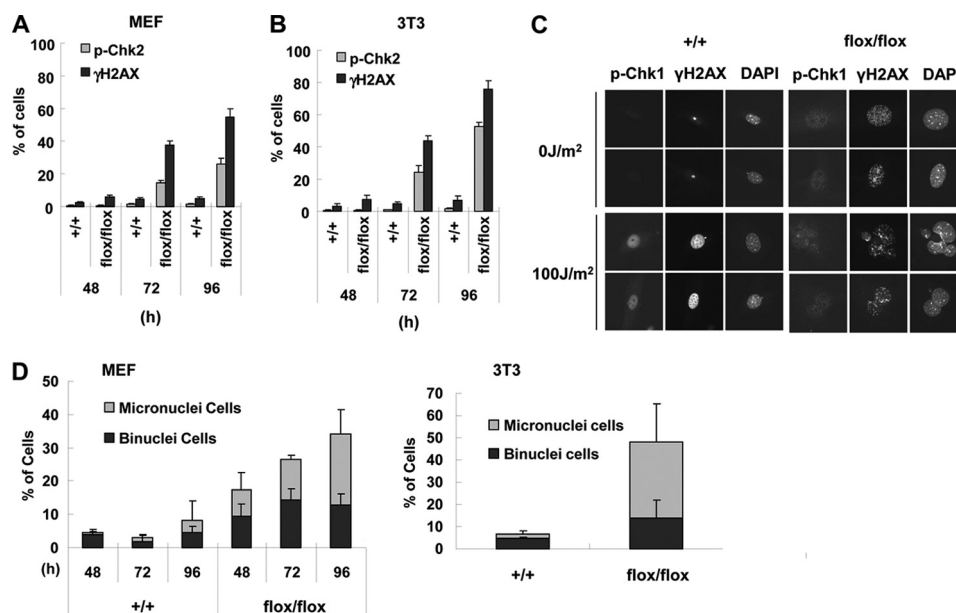 A
MEF
100
80
60
40
20
0
% of cells
p-Chk2
γH2AX
+/+
flox/flox
+/+
flox/flox
+/+
flox/flox
48
72
96
(h)
B
3T3
100
80
60
40
20
0
% of cells
p-Chk2
γH2AX
+/+
flox/flox
+/+
flox/flox
+/+
flox/flox
48
72
96
(h)
C
+/+
flox/flox
p-Chk1 γH2AX DAPI p-Chk1 γH2AX DAP
0J/m²
100J/m²
D
MEF
50
40
30
20
10
0
% of Cells
Micronuclei Cells
Binuclei Cells
(h) 48 72 96 48 72 96
+/+
flox/flox
3T3
70
60
50
40
30
20
10
0
% of Cells
Micronuclei cells
Binuclei cells
+/+
flox/flox